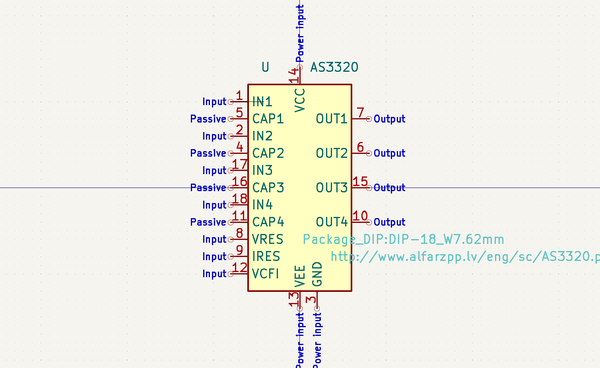 Power input
U AS3320
14
VCC
Input 1 IN1
Passive 5 CAP1 OUT1 7 Output
Input 2 IN2
Passive 4 CAP2 OUT2 6 Output
Input 17 IN3
Passive 16 CAP3 OUT3 15 Output
Input 18 IN4
Passive 11 CAP4 OUT4 10 Output
Input 8 VRES Package_DIP:DIP-18_W7.62mm
Input 9 IRES http://www.alfarzpp.lv/eng/sc/AS3320.p
Input 12 VCFI
VEE GND
13 3
Power input Power input